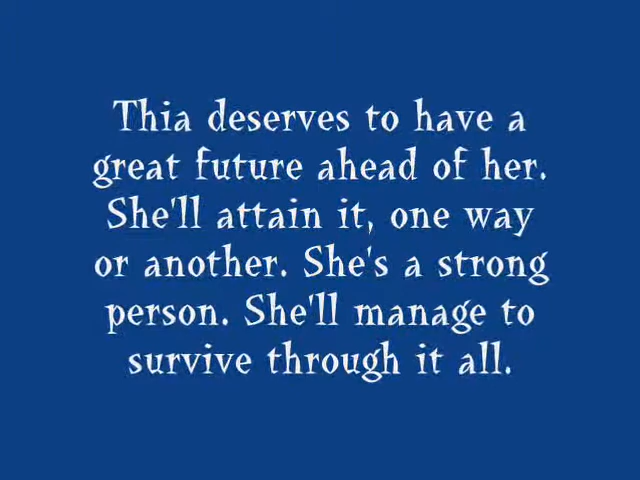 Thia deserves to have a
great future ahead of her.
She'll attain it, one way
or another. She's a strong
person. She'll manage to
survive through it all.